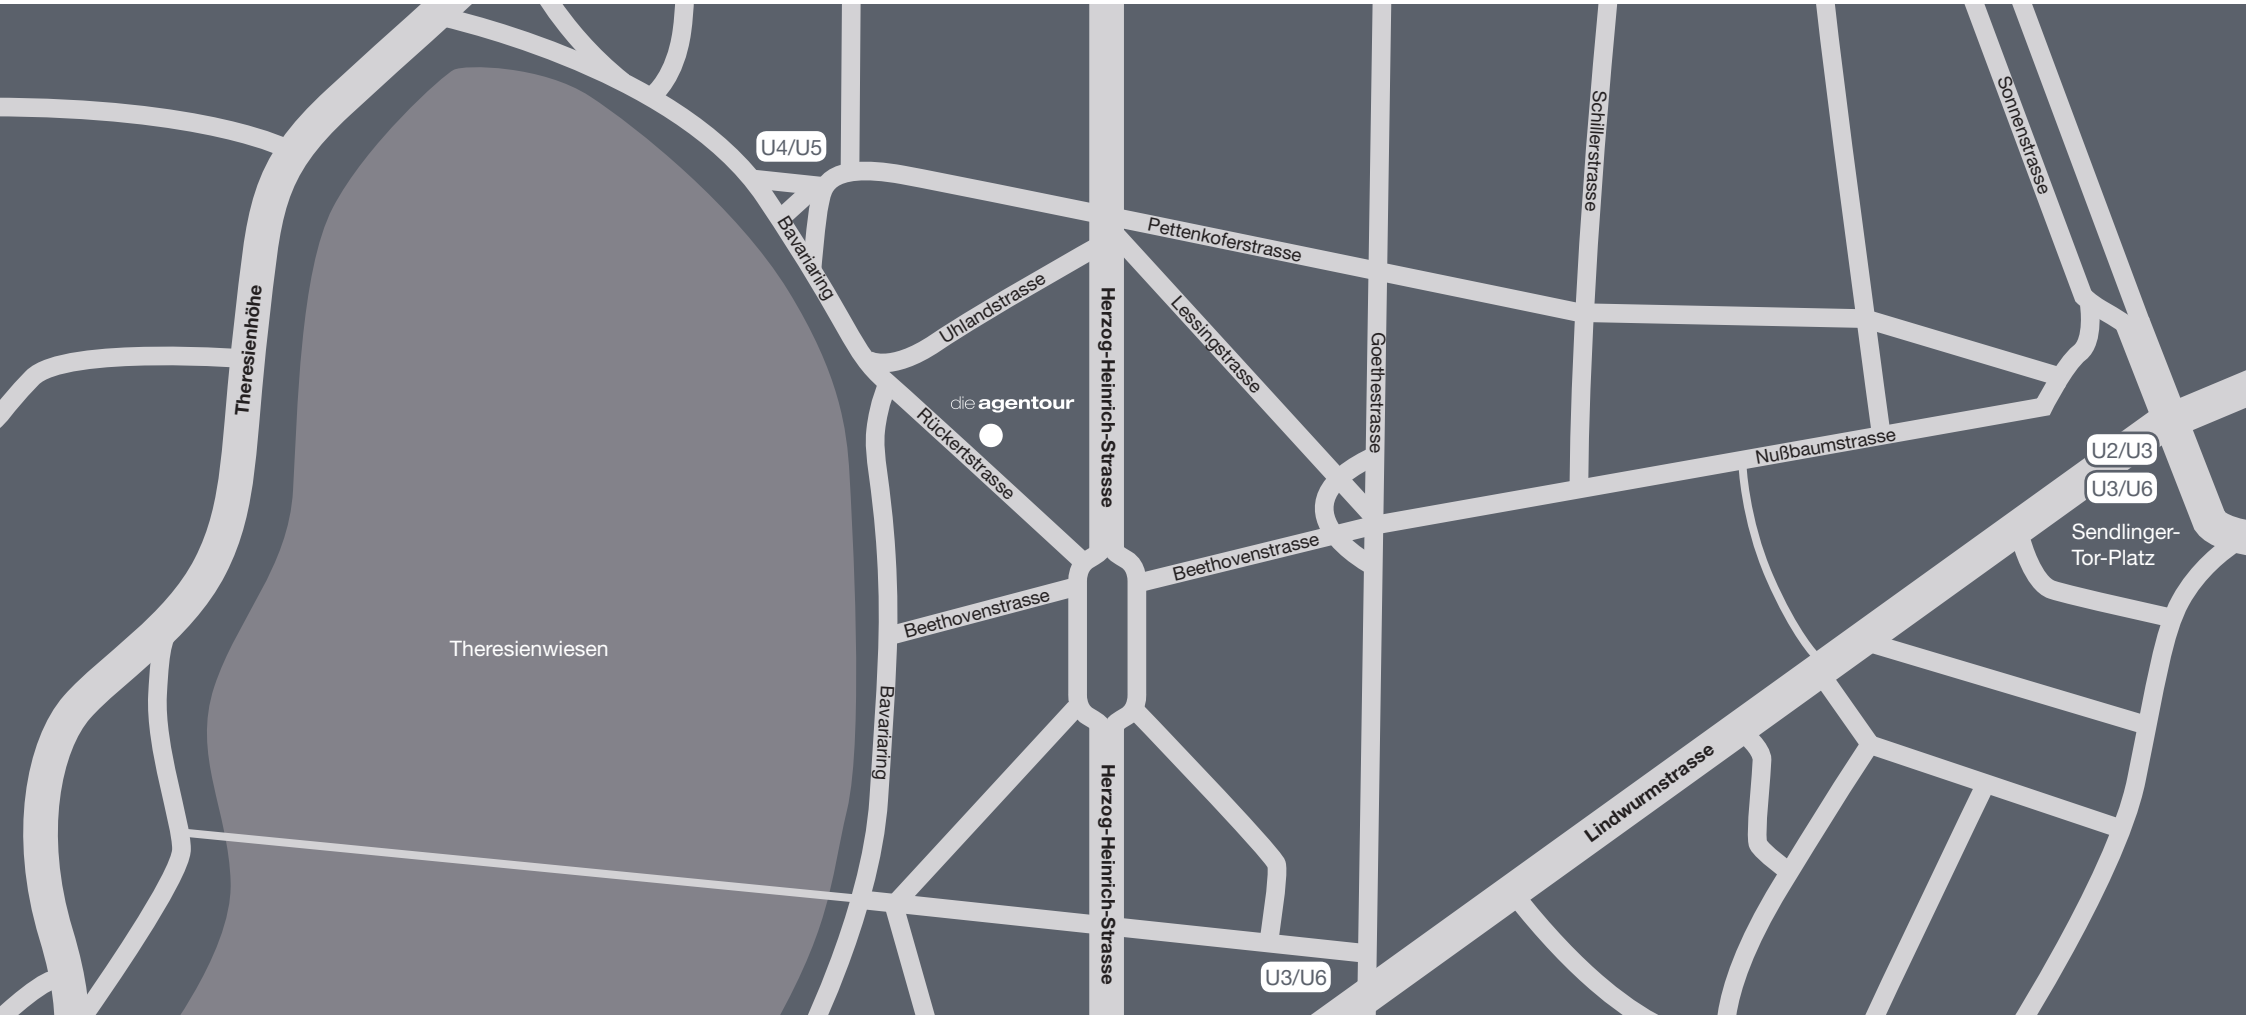 Sonnenstrasse
Schillerstrasse
U4/U5
Bavariaring
Pettenkoferstrasse
Uhlandstrasse
Theresienhöhe
Herzog-Heinrich-Strasse
Lessingstrasse
Goethestrasse
die agentour
Rückertstrasse
Nußbaumstrasse
U2/U3
U3/U6
Sendlinger-
Tor-Platz
Beethovenstrasse
Beethovenstrasse
Theresienwiesen
Bavariaring
Lindwurmstrasse
Herzog-Heinrich-Strasse
U3/U6